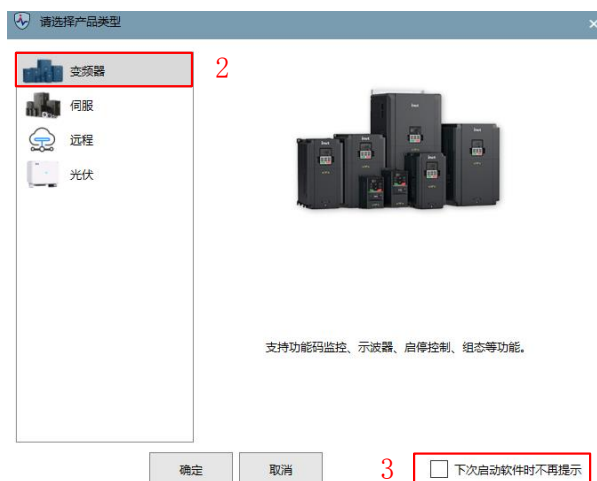 请选择产品类型
变频器
2
伺服
远程
光伏
支持功能码监控、示波器、启停控制、组态等功能。
确定
取消
3
下次启动软件时不再提示